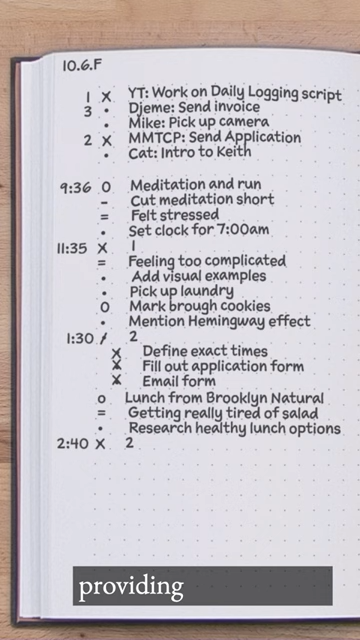 10.6.F
1 X YT: Work on Daily Logging script
3 • Djeme: Send invoice
• Mike: Pick up camera
2 X MMTCP: Send Application
• Cat: Intro to Keith
9:36 O Meditation and run
– Cut meditation short
= Felt stressed
• Set clock for 7:00am
11:35 X 1
= Feeling too complicated
• Add visual examples
• Pick up laundry
O Mark brough cookies
• Mention Hemingway effect
1:30 / 2
X Define exact times
X Fill out application form
X Email form
o Lunch from Brooklyn Natural
= Getting really tired of salad
• Research healthy lunch options
2:40 X 2
providing